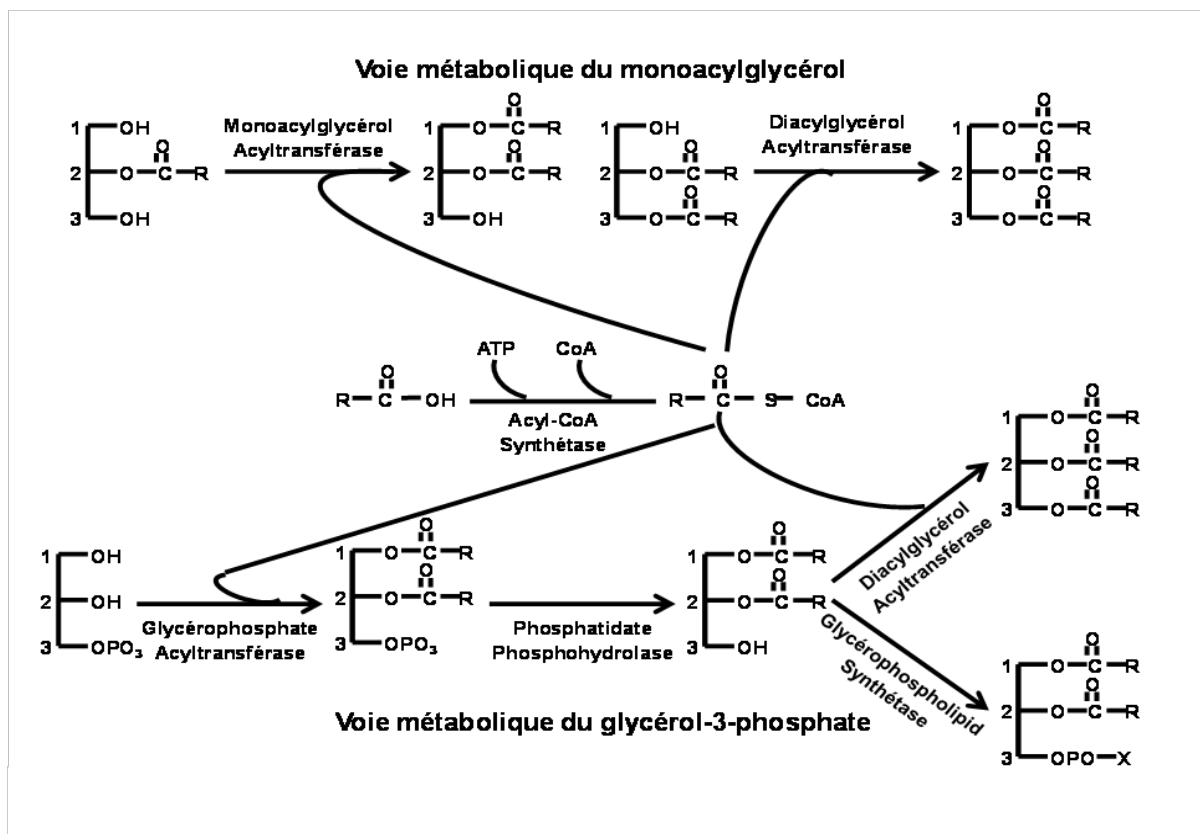 Voie métabolique du monoacylglycérol
O
O
1 OH
Monoacylglycérol
Acyltransférase
1 O C R
1 OH
Diacylglycérol
Acyltransférase
1 O C R
O
O
O
O
2 O C R
2 O C R
2 O C R
2 O C R
O
O
3 OH
3 OH
3 O C R
3 O C R
ATP
CoA
O
O
R C OH
R C S CoA
Acyl-CoA
Synthétase
O
1 O C R
O
2 O C R
O
3 O C R
Diacylglycérol
Acyltransférase
O
O
1 OH
1 O C R
1 O C R
O
O
2 OH
2 O C R
2 O C R
Glycérophosphate
Acyltransférase
Phosphatidate
Phosphohydrolase
3 OPO₃
3 OPO₃
3 OH
Glycérophospholipid
Synthétase
O
1 O C R
O
2 O C R
3 OPO X
Voie métabolique du glycérol-3-phosphate